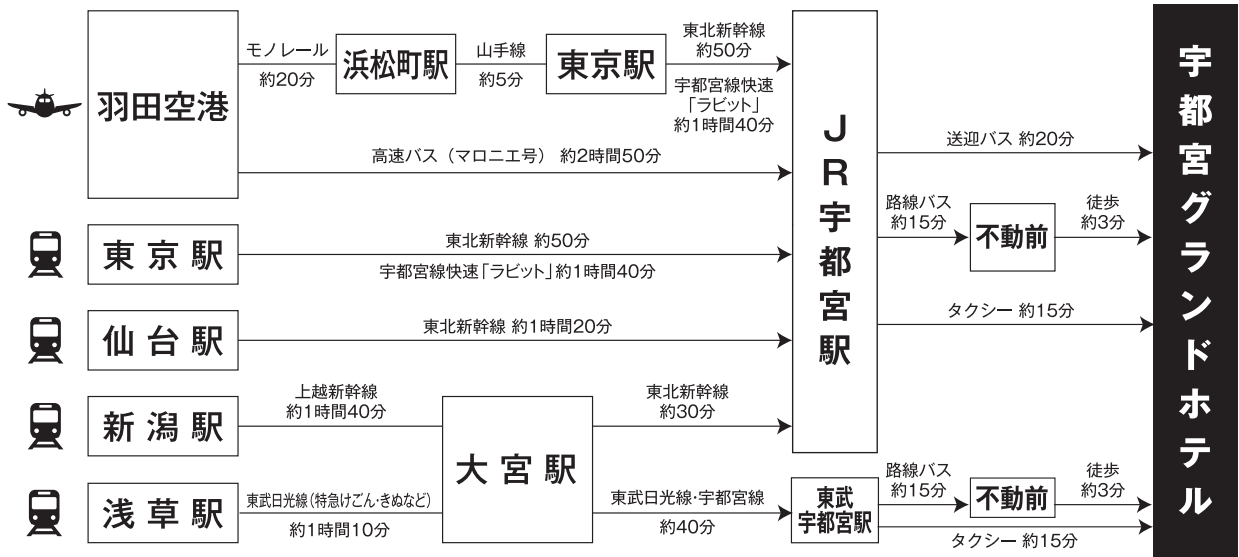 羽田空港
モノレール
約20分
浜松町駅
山手線
約5分
東京駅
東北新幹線
約50分
宇都宮線快速
「ラビット」
約1時間40分
高速バス（マロニエ号） 約2時間50分
東京駅
東北新幹線 約50分
宇都宮線快速「ラビット」約1時間40分
仙台駅
東北新幹線 約1時間20分
新潟駅
上越新幹線
約1時間40分
大宮駅
東北新幹線
約30分
浅草駅
東武日光線（特急けごん・きぬなど）
約1時間10分
東武日光線・宇都宮線
約40分
JR宇都宮駅
送迎バス 約20分
路線バス
約15分
不動前
徒歩
約3分
タクシー 約15分
東武
宇都宮駅
路線バス
約15分
不動前
徒歩
約3分
タクシー 約15分
宇都宮グランドホテル